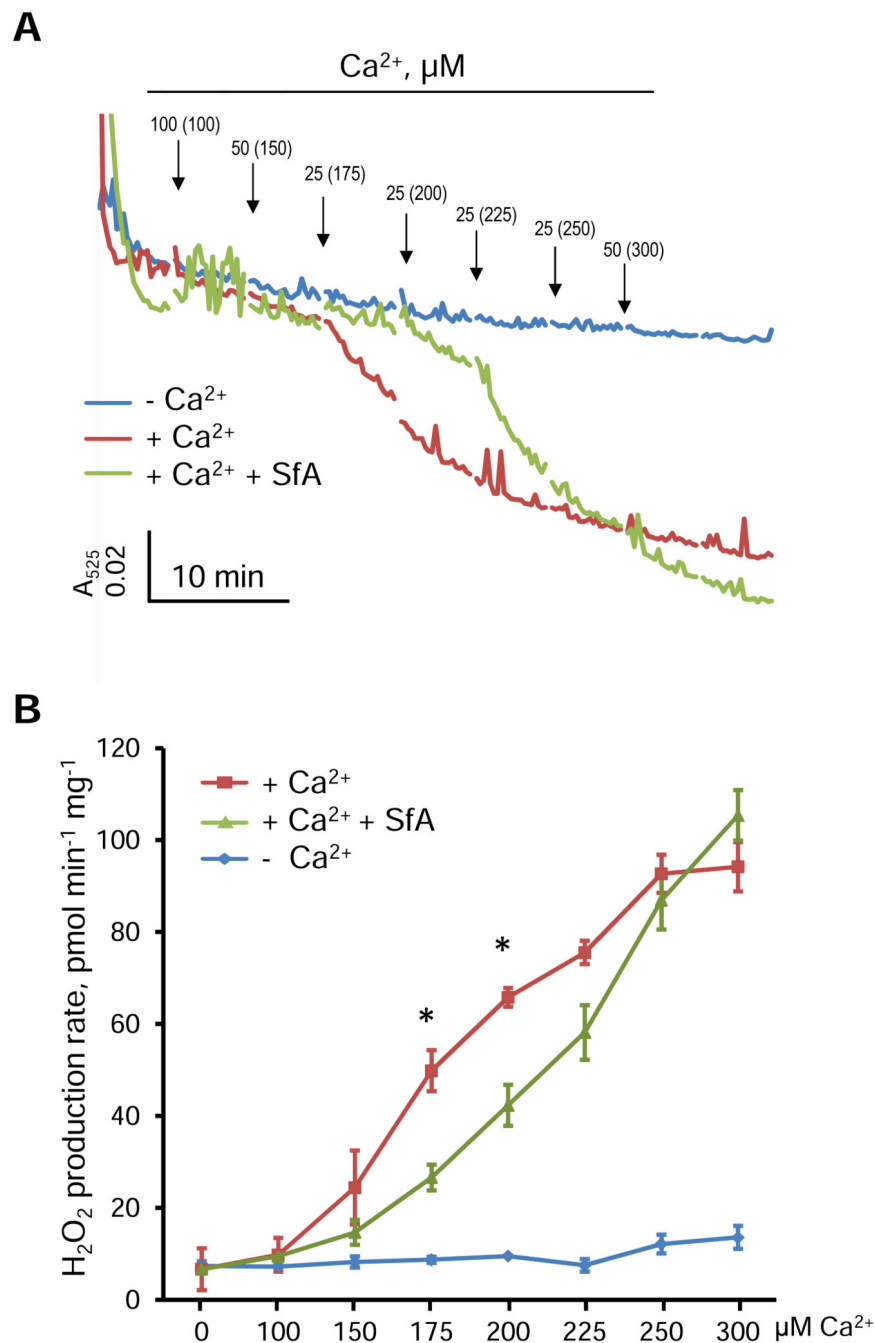 A
Ca²⁺, µM
100 (100)
50 (150)
25 (175)
25 (200)
25 (225)
25 (250)
50 (300)
- Ca²⁺
+ Ca²⁺
+ Ca²⁺ + SfA
A₅₂₅
0.02
10 min
B
120
100
80
60
40
20
0
H₂O₂ production rate, pmol min⁻¹ mg⁻¹
+ Ca²⁺
+ Ca²⁺ + SfA
- Ca²⁺
*
*
0 100 150 175 200 225 250 300 µM Ca²⁺